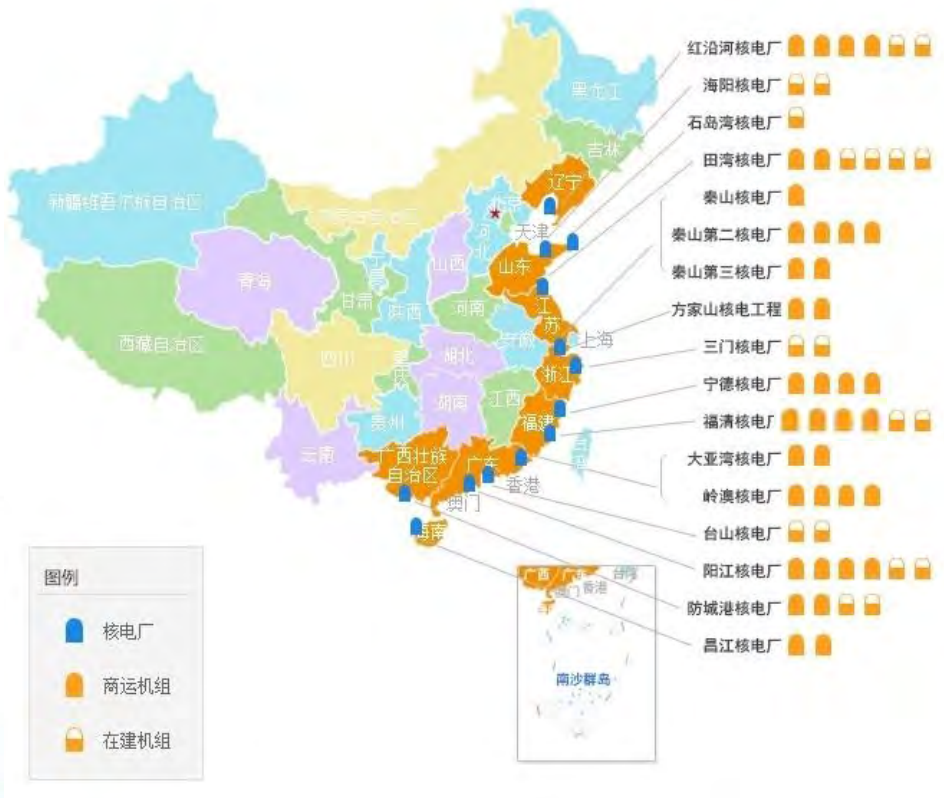 红沿河核电厂
海阳核电厂
石岛湾核电厂
田湾核电厂
秦山核电厂
秦山第二核电厂
秦山第三核电厂
方家山核电工程
三门核电厂
宁德核电厂
福清核电厂
大亚湾核电厂
岭澳核电厂
台山核电厂
阳江核电厂
防城港核电厂
昌江核电厂
黑龙江
吉林
辽宁
新疆维吾尔族自治区
北京
天津
河北
山西
山东
宁夏
青海
甘肃
陕西
河南
江苏
安徽
上海
西藏自治区
四川
重庆
湖北
浙江
湖南
江西
贵州
福建
云南
广西壮族
自治区
广东
台湾
香港
澳门
海南
图例
核电厂
商运机组
在建机组
广西
广东
台湾
澳门
香港
南沙群岛